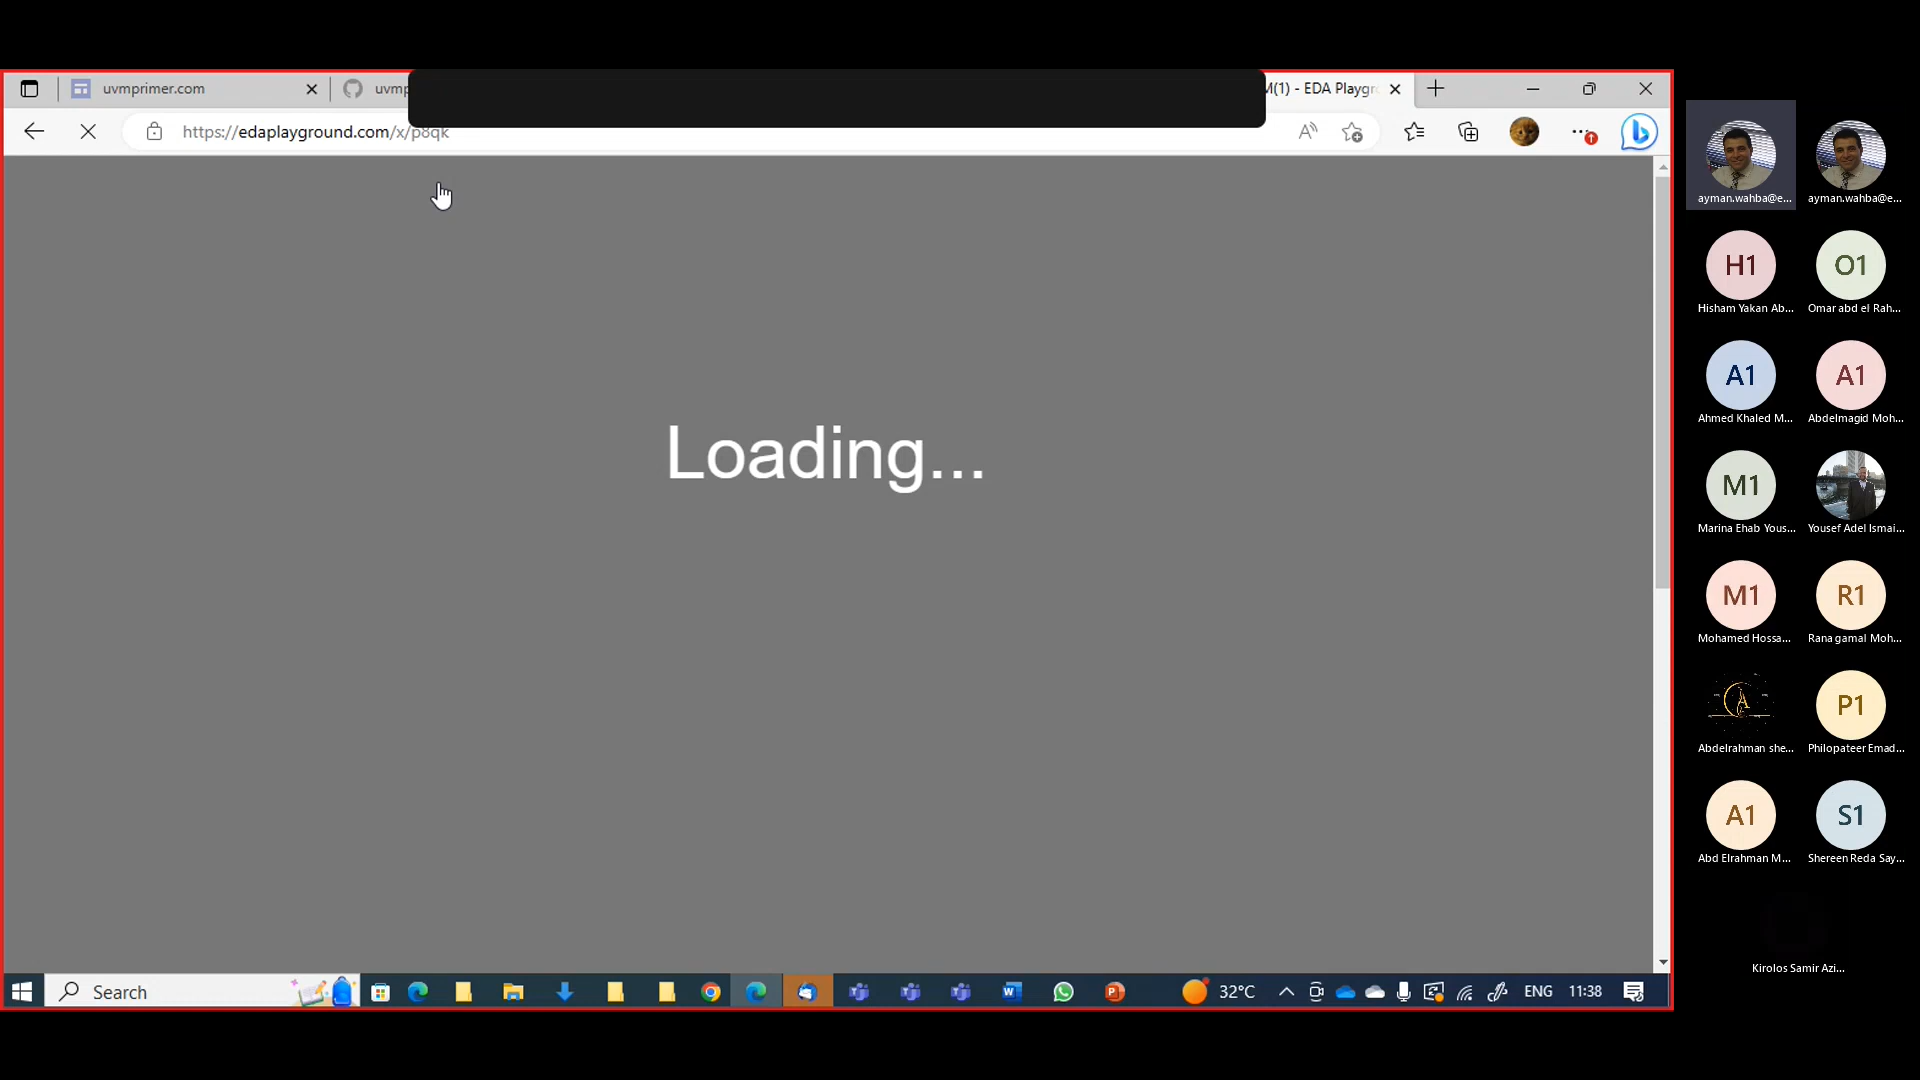 uvmprimer.com
uvmp
M(1) - EDA Playgr
https://edaplayground.com/x/p8qk
Loading...
Search
32°C
ENG
11:38
ayman.wahba@e...
ayman.wahba@e...
H1
Hisham Yakan Ab...
O1
Omar abd el Rah...
A1
Ahmed Khaled M...
A1
Abdelmagid Moh...
M1
Marina Ehab Yous...
Yousef Adel Ismai...
M1
Mohamed Hossa...
R1
Rana gamal Moh...
Abdelrahman she...
P1
Philopateer Emad...
A1
Abd Elrahman M...
S1
Shereen Reda Say...
Kirolos Samir Azi...